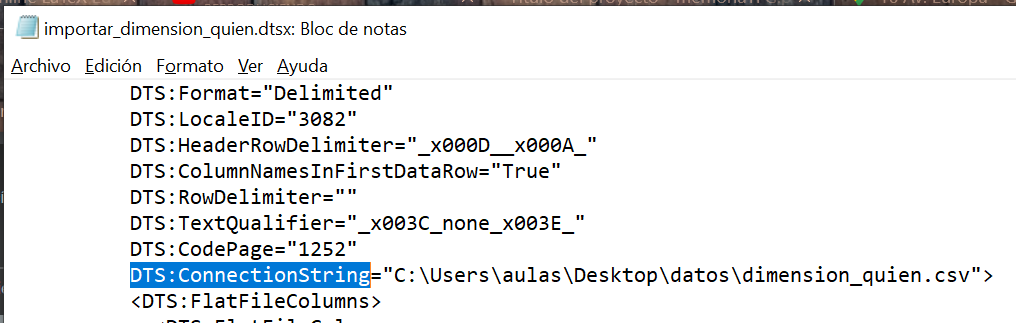 importar_dimension_quien.dtsx: Bloc de notas
Archivo Edición Formato Ver Ayuda
DTS:Format="Delimited"
DTS:LocaleID="3082"
DTS:HeaderRowDelimiter="_x000D__x000A_"
DTS:ColumnNamesInFirstDataRow="True"
DTS:RowDelimiter=""
DTS:TextQualifier="_x003C_none_x003E_"
DTS:CodePage="1252"
DTS:ConnectionString="C:\Users\aulas\Desktop\datos\dimension_quien.csv">
<DTS:FlatFileColumns>